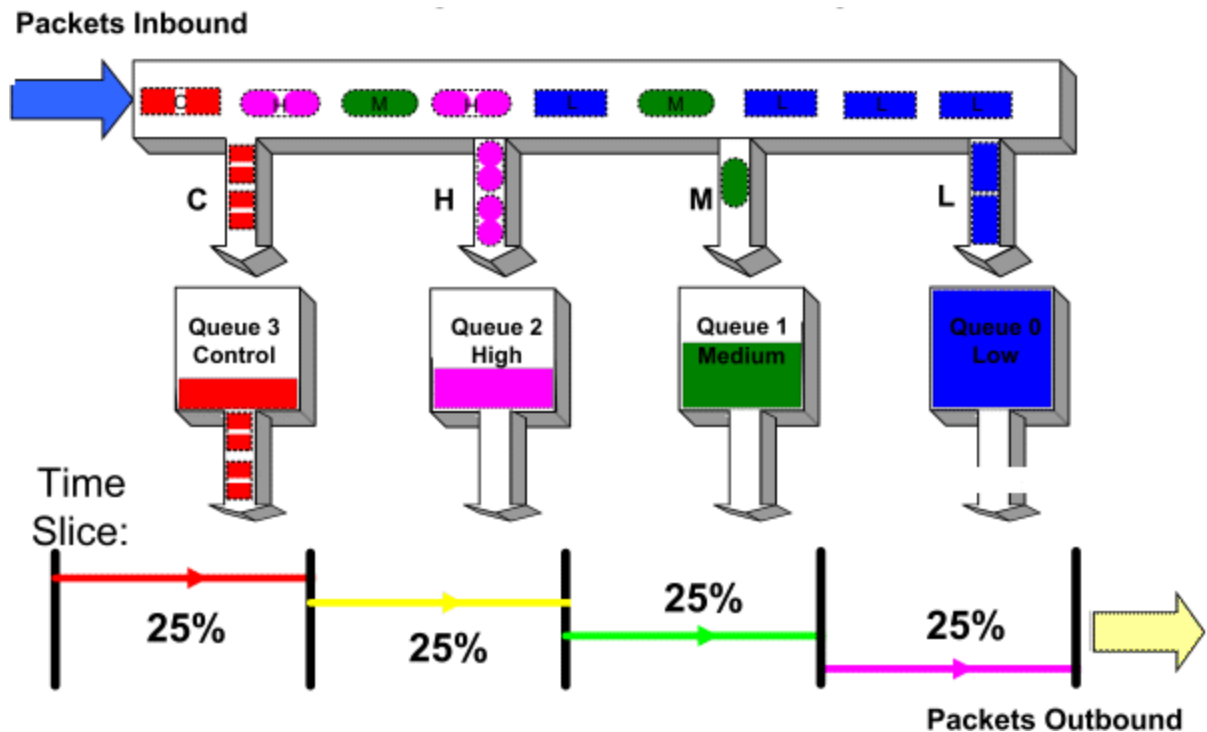 Packets Inbound
C H M H L M L L L
C H M L
Queue 3 Queue 2 Queue 1 Queue 0
Control High Medium Low
Time
Slice:
25% 25% 25% 25%
Packets Outbound